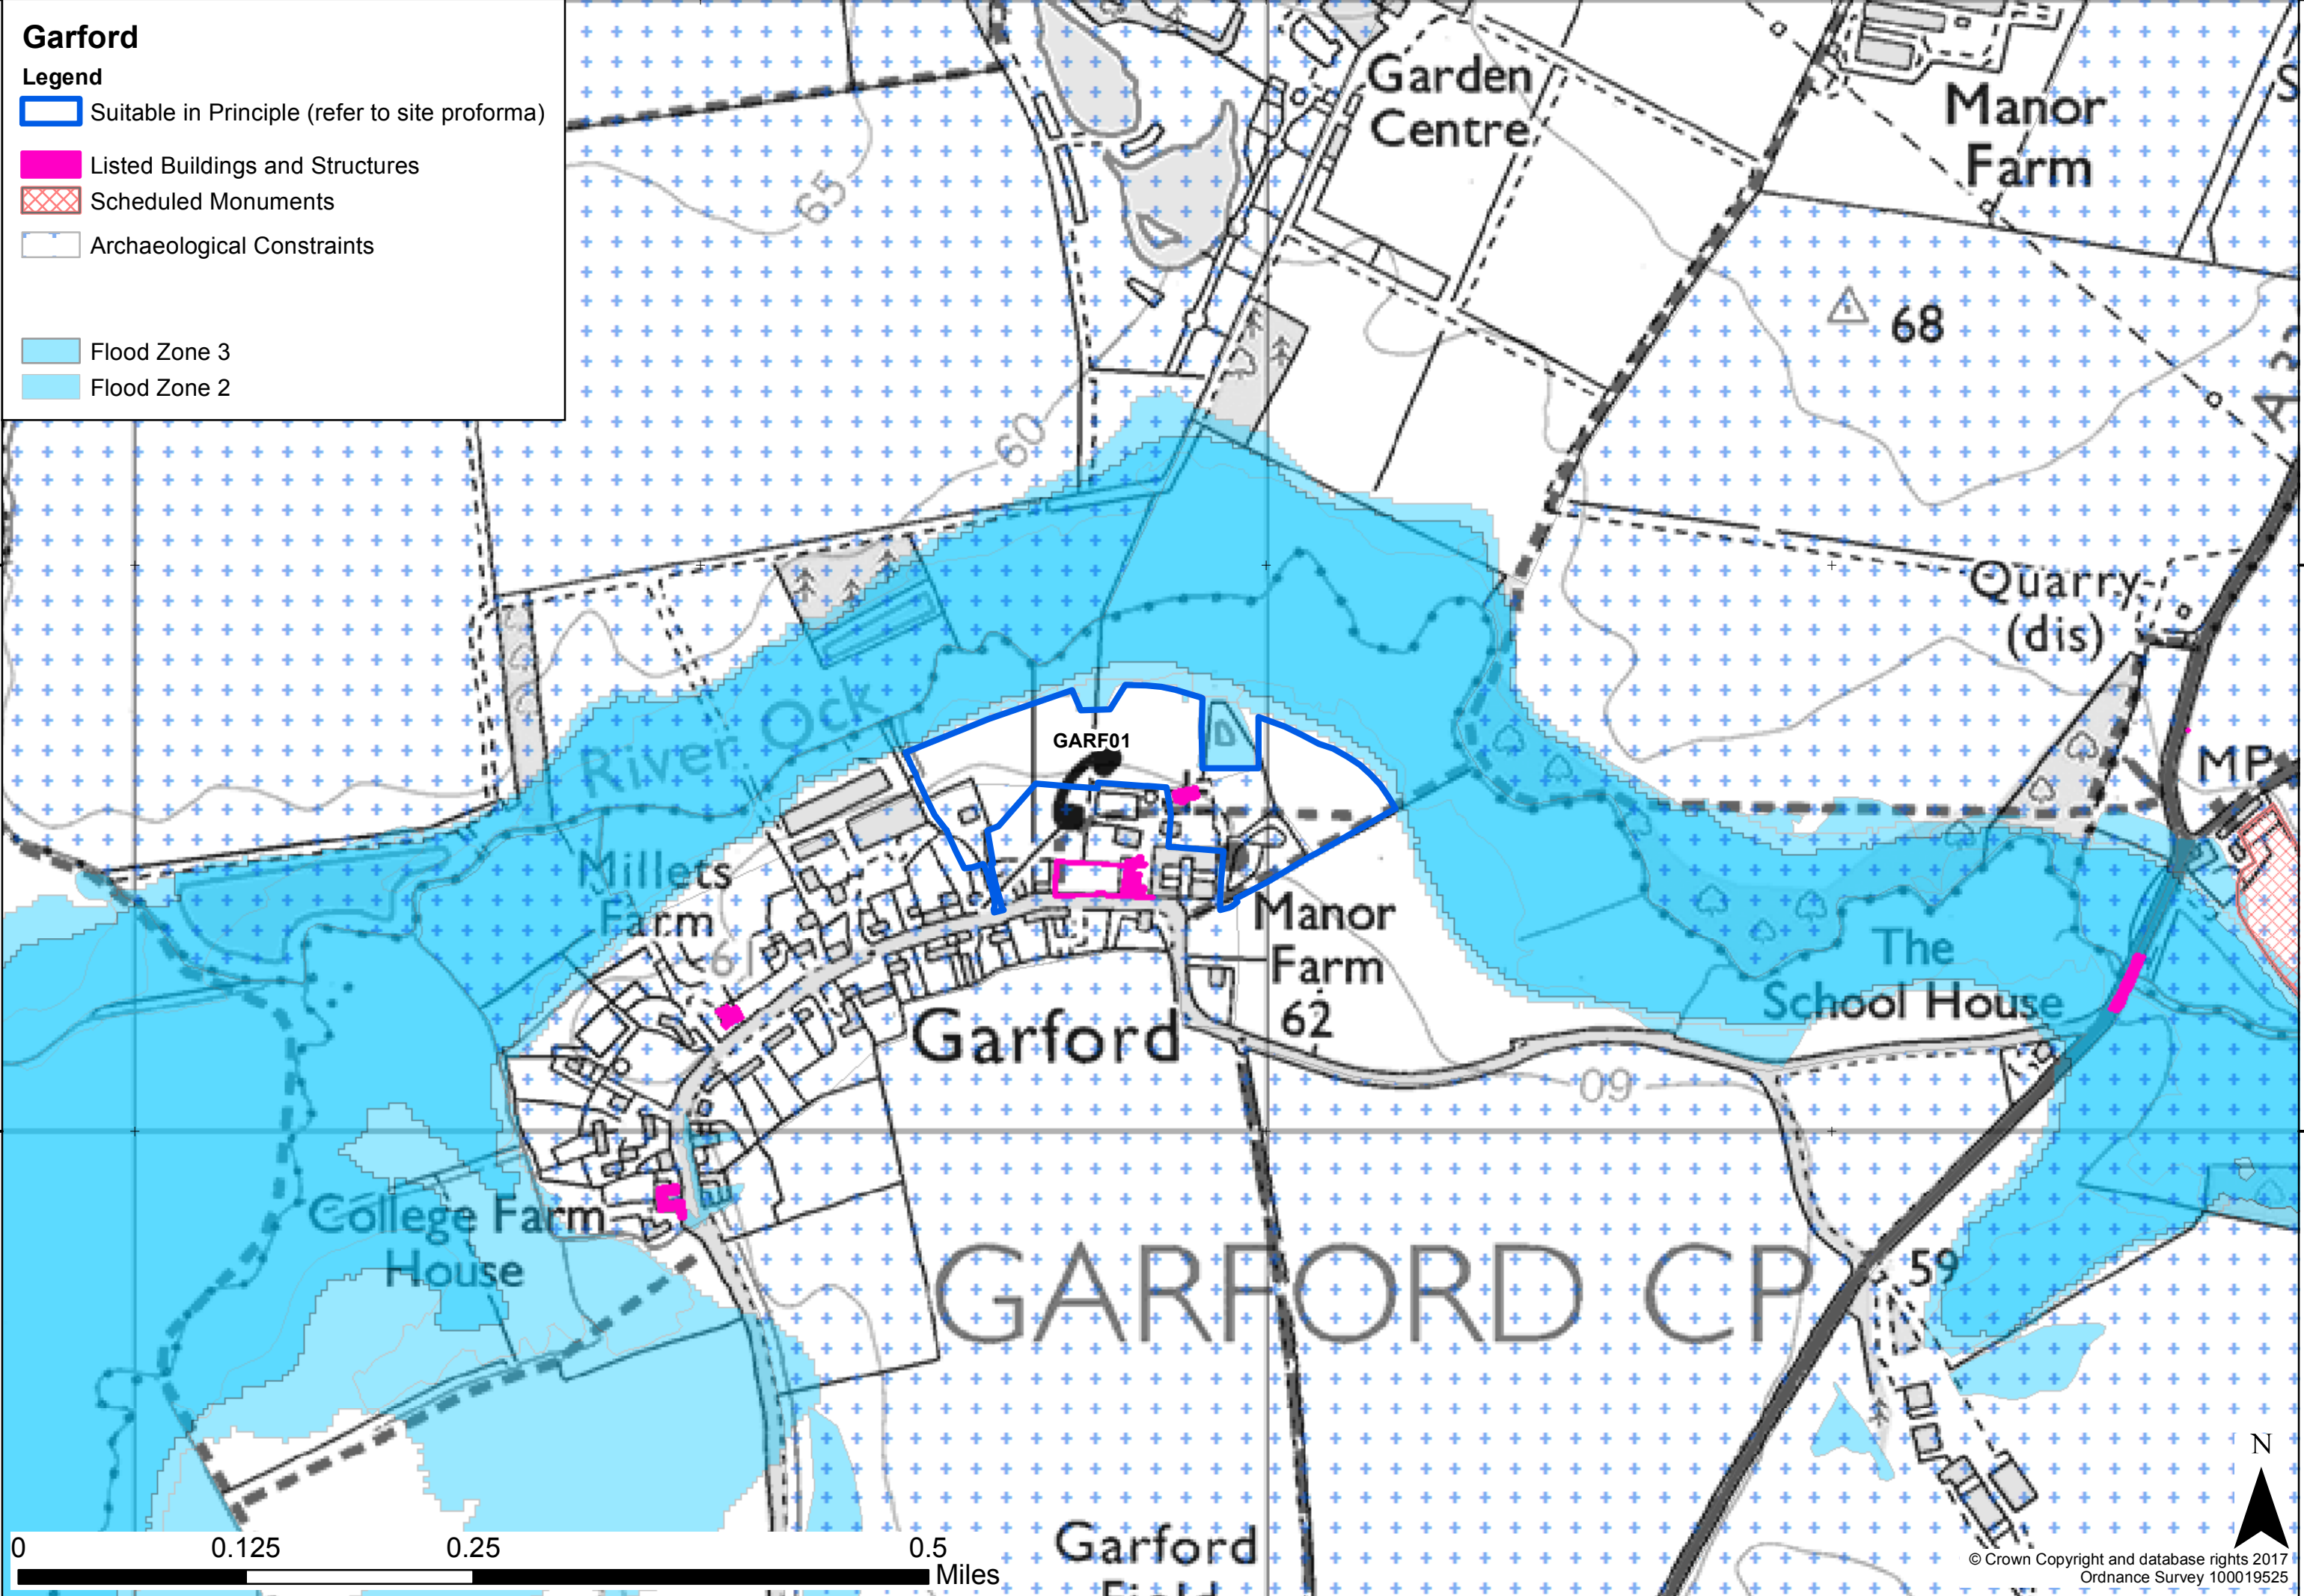 Garford
Legend
Suitable in Principle (refer to site proforma)
Listed Buildings and Structures
Scheduled Monuments
Archaeological Constraints
Flood Zone 3
Flood Zone 2
Garden
Centre
Manor
Farm
65
68
60
Quarry
(dis)
River Ock
GARF01
MP
Millets
Farm
61
Manor
Farm
62
The
School House
Garford
60
College Farm
House
GARFORD CP
59
N
0
0.125
0.25
0.5
Miles
Garford
Field
© Crown Copyright and database rights 2017
Ordnance Survey 100019525